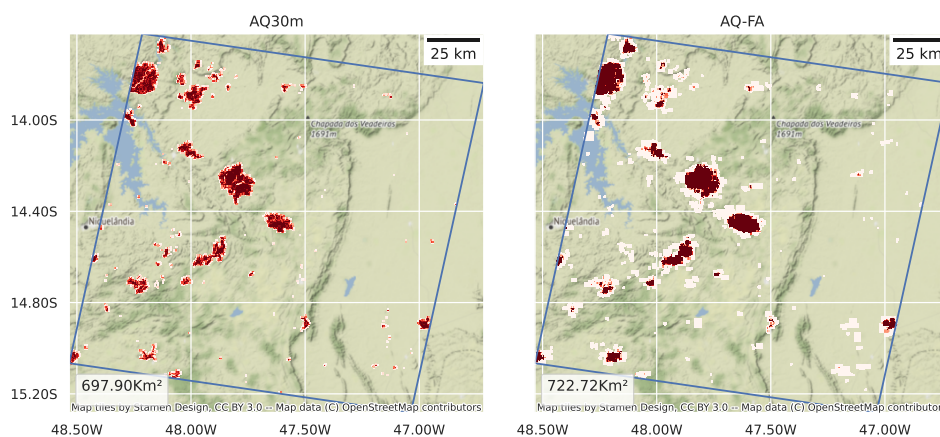 AQ30m
AQ-FA
25 km
25 km
14.00S
14.40S
14.80S
15.20S
Chapada dos Veadeiros
1691m
Chapada dos Veadeiros
1691m
Niquelândia
Niquelândia
697.90Km²
722.72Km²
Map tiles by Stamen Design, CC BY 3.0 -- Map data (C) OpenStreetMap contributors
Map tiles by Stamen Design, CC BY 3.0 -- Map data (C) OpenStreetMap contributors
48.50W 48.00W 47.50W 47.00W
48.50W 48.00W 47.50W 47.00W